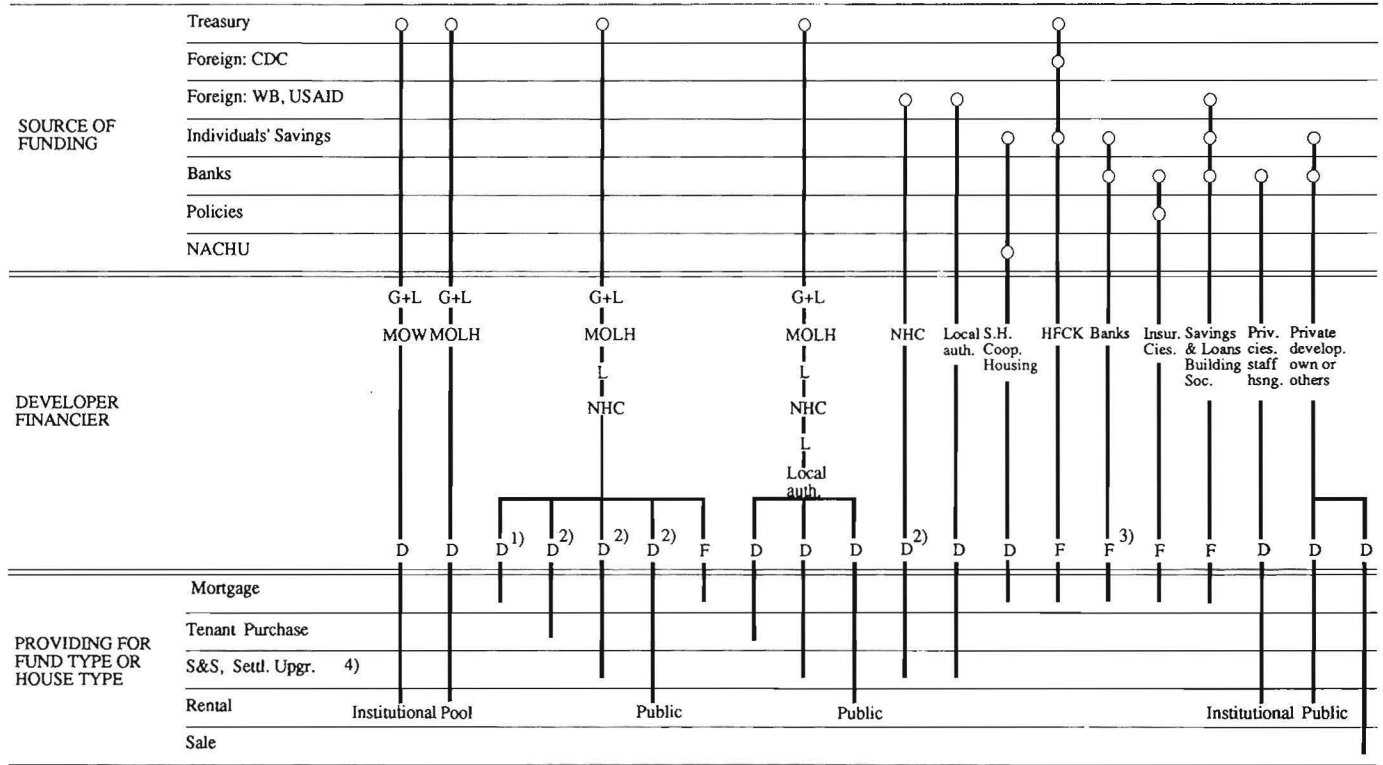 Treasury
Foreign: CDC
Foreign: WB, USAID
SOURCE OF
FUNDING
Individuals' Savings
Banks
Policies
NACHU
G+L G+L G+L G+L
MOW MOLH MOLH MOLH NHC Local auth. S.H. Coop. Housing HFCK Banks Insur. Cies. Savings & Loans Building Soc. Priv. cies. staff hsng. Private develop. own or others
L L
DEVELOPER
FINANCIER
NHC NHC
L
Local
auth.
D D D 1) D 2) D 2) D 2) F D D D D 2) D D F F 3) F F D D D
Mortgage
PROVIDING FOR
FUND TYPE OR
HOUSE TYPE
Tenant Purchase
S&S, Settl. Upgr. 4)
Rental Institutional Pool Public Public Institutional Public
Sale